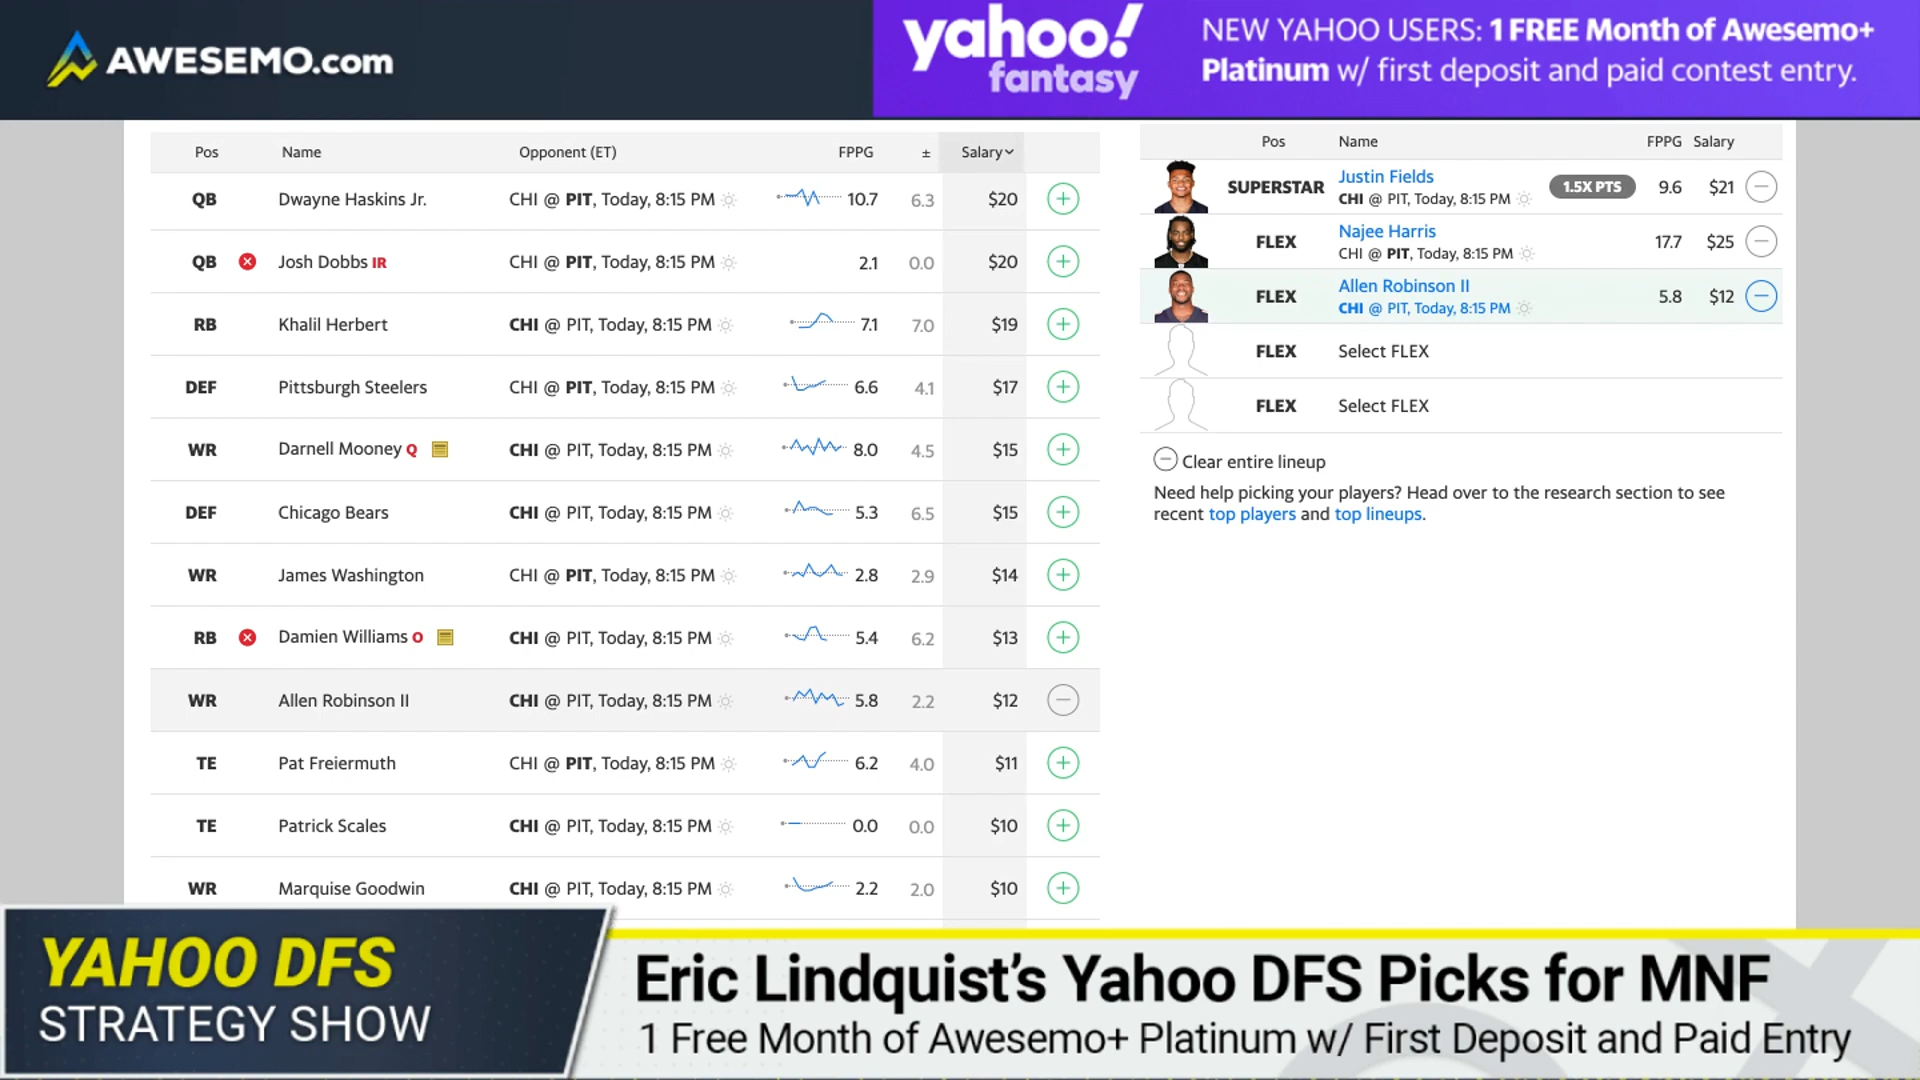 AWESEMO.com
yahoo!
fantasy
NEW YAHOO USERS: 1 FREE Month of Awesemo+
Platinum w/ first deposit and paid contest entry.
Pos Name Opponent (ET) FPPG ± Salary
QB Dwayne Haskins Jr. CHI @ PIT, Today, 8:15 PM 10.7 6.3 $20
QB Josh Dobbs IR CHI @ PIT, Today, 8:15 PM 2.1 0.0 $20
RB Khalil Herbert CHI @ PIT, Today, 8:15 PM 7.1 7.0 $19
DEF Pittsburgh Steelers CHI @ PIT, Today, 8:15 PM 6.6 4.1 $17
WR Darnell Mooney Q CHI @ PIT, Today, 8:15 PM 8.0 4.5 $15
DEF Chicago Bears CHI @ PIT, Today, 8:15 PM 5.3 6.5 $15
WR James Washington CHI @ PIT, Today, 8:15 PM 2.8 2.9 $14
RB Damien Williams O CHI @ PIT, Today, 8:15 PM 5.4 6.2 $13
WR Allen Robinson II CHI @ PIT, Today, 8:15 PM 5.8 2.2 $12
TE Pat Freiermuth CHI @ PIT, Today, 8:15 PM 6.2 4.0 $11
TE Patrick Scales CHI @ PIT, Today, 8:15 PM 0.0 0.0 $10
WR Marquise Goodwin CHI @ PIT, Today, 8:15 PM 2.2 2.0 $10
Pos Name FPPG Salary
SUPERSTAR Justin Fields 1.5X PTS 9.6 $21
CHI @ PIT, Today, 8:15 PM
FLEX Najee Harris 17.7 $25
CHI @ PIT, Today, 8:15 PM
FLEX Allen Robinson II 5.8 $12
CHI @ PIT, Today, 8:15 PM
FLEX Select FLEX
FLEX Select FLEX
Clear entire lineup
Need help picking your players? Head over to the research section to see
recent top players and top lineups.
YAHOO DFS
STRATEGY SHOW
Eric Lindquist's Yahoo DFS Picks for MNF
1 Free Month of Awesemo+ Platinum w/ First Deposit and Paid Entry